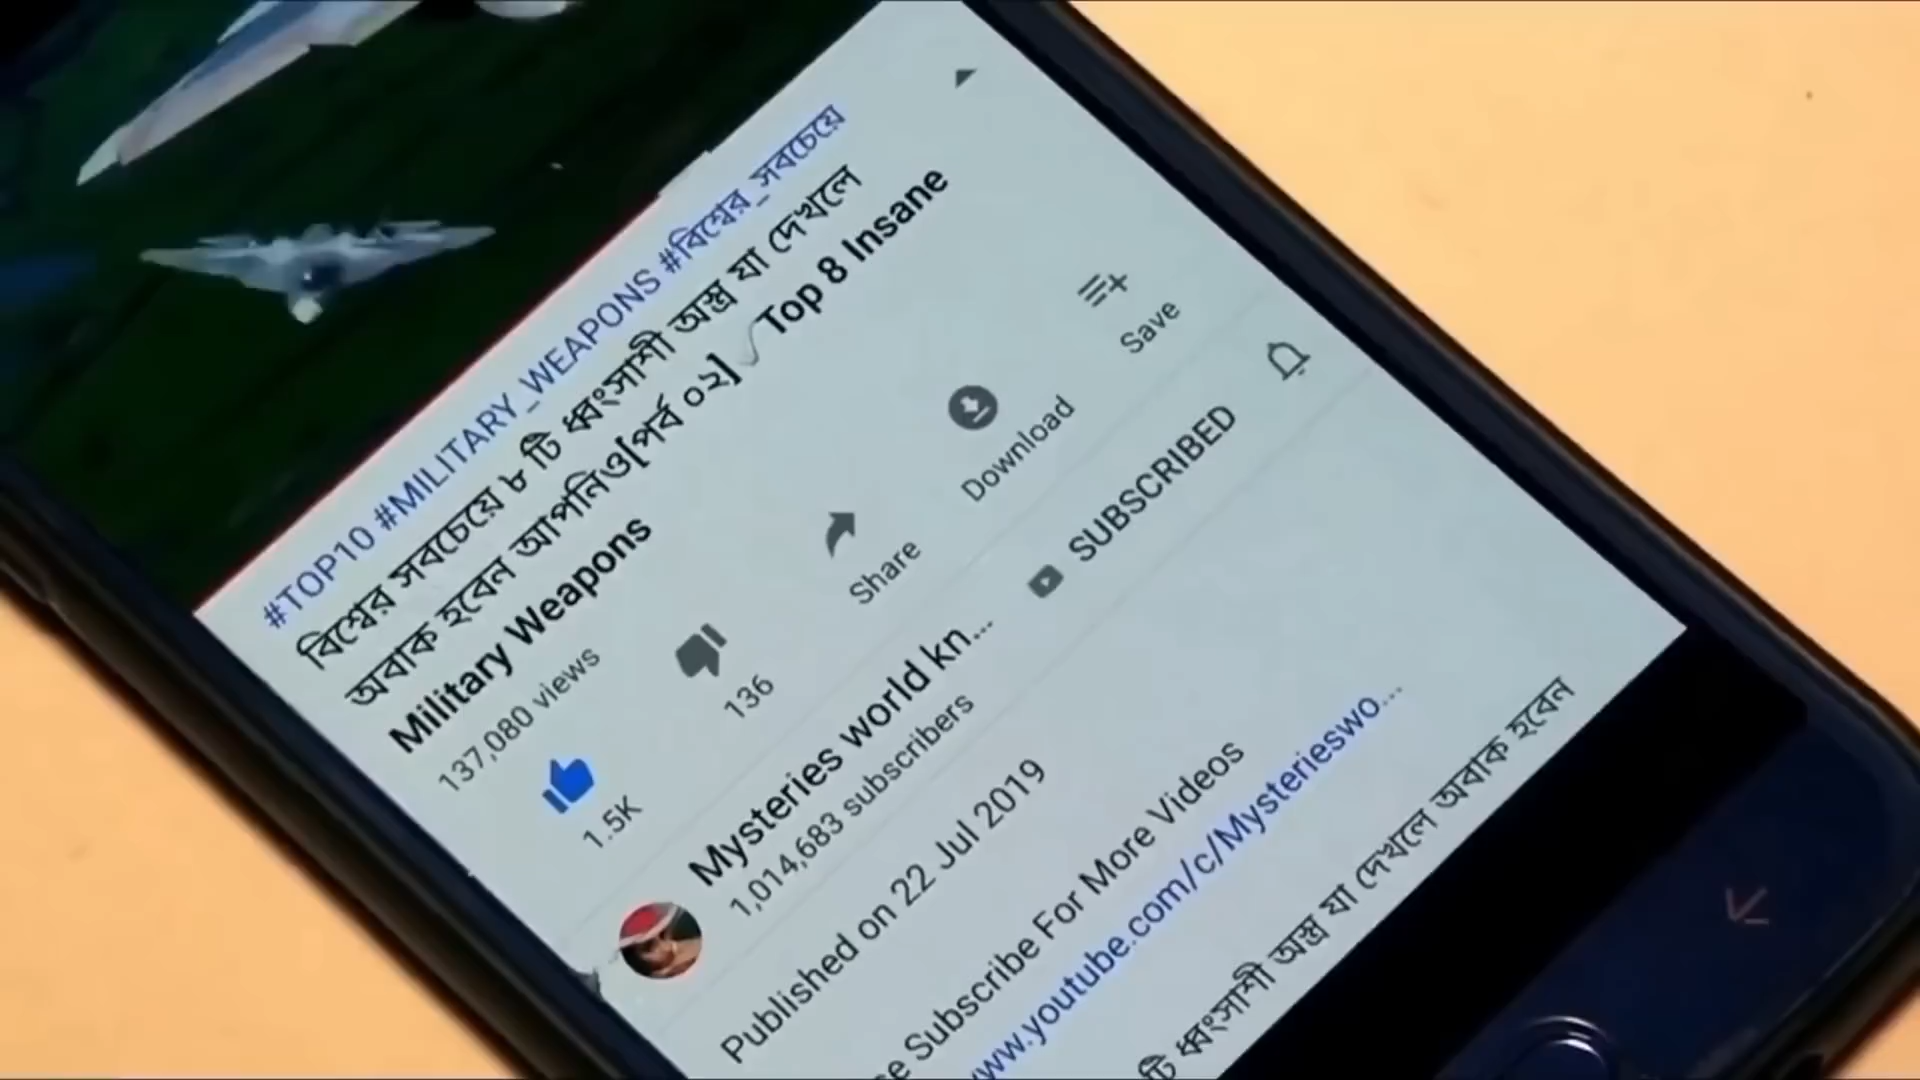 #TOP10 #MILITARY_WEAPONS #বিশ্বের_সবচেয়ে
বিশ্বের সবচেয়ে ৮ টি ধ্বংসাশী অস্ত্র যা দেখলে
অবাক হবেন আপনিও[পর্ব ০২] ✓Top 8 Insane
Military Weapons
137,080 views
1.5K
136
Share
Download
Save
Mysteries world kn...
SUBSCRIBED
1,014,683 subscribers
Published on 22 Jul 2019
Subscribe For More Videos
www.youtube.com/c/Mysterieswo...
টি ধ্বংসাশী অস্ত্র যা দেখলে অবাক হবেন